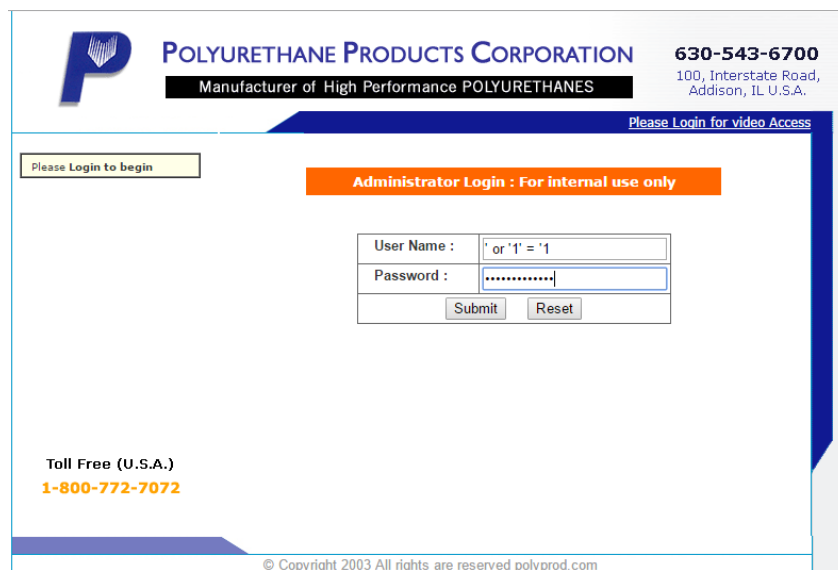 POLYURETHANE PRODUCTS CORPORATION
Manufacturer of High Performance POLYURETHANES
630-543-6700
100, Interstate Road,
Addison, IL U.S.A.
Please Login for video Access
Please Login to begin
Administrator Login : For internal use only
User Name :
' or '1' = '1
Password :
•••••••••••••
Submit
Reset
Toll Free (U.S.A.)
1-800-772-7072
© Copyright 2003 All rights are reserved polyprod.com